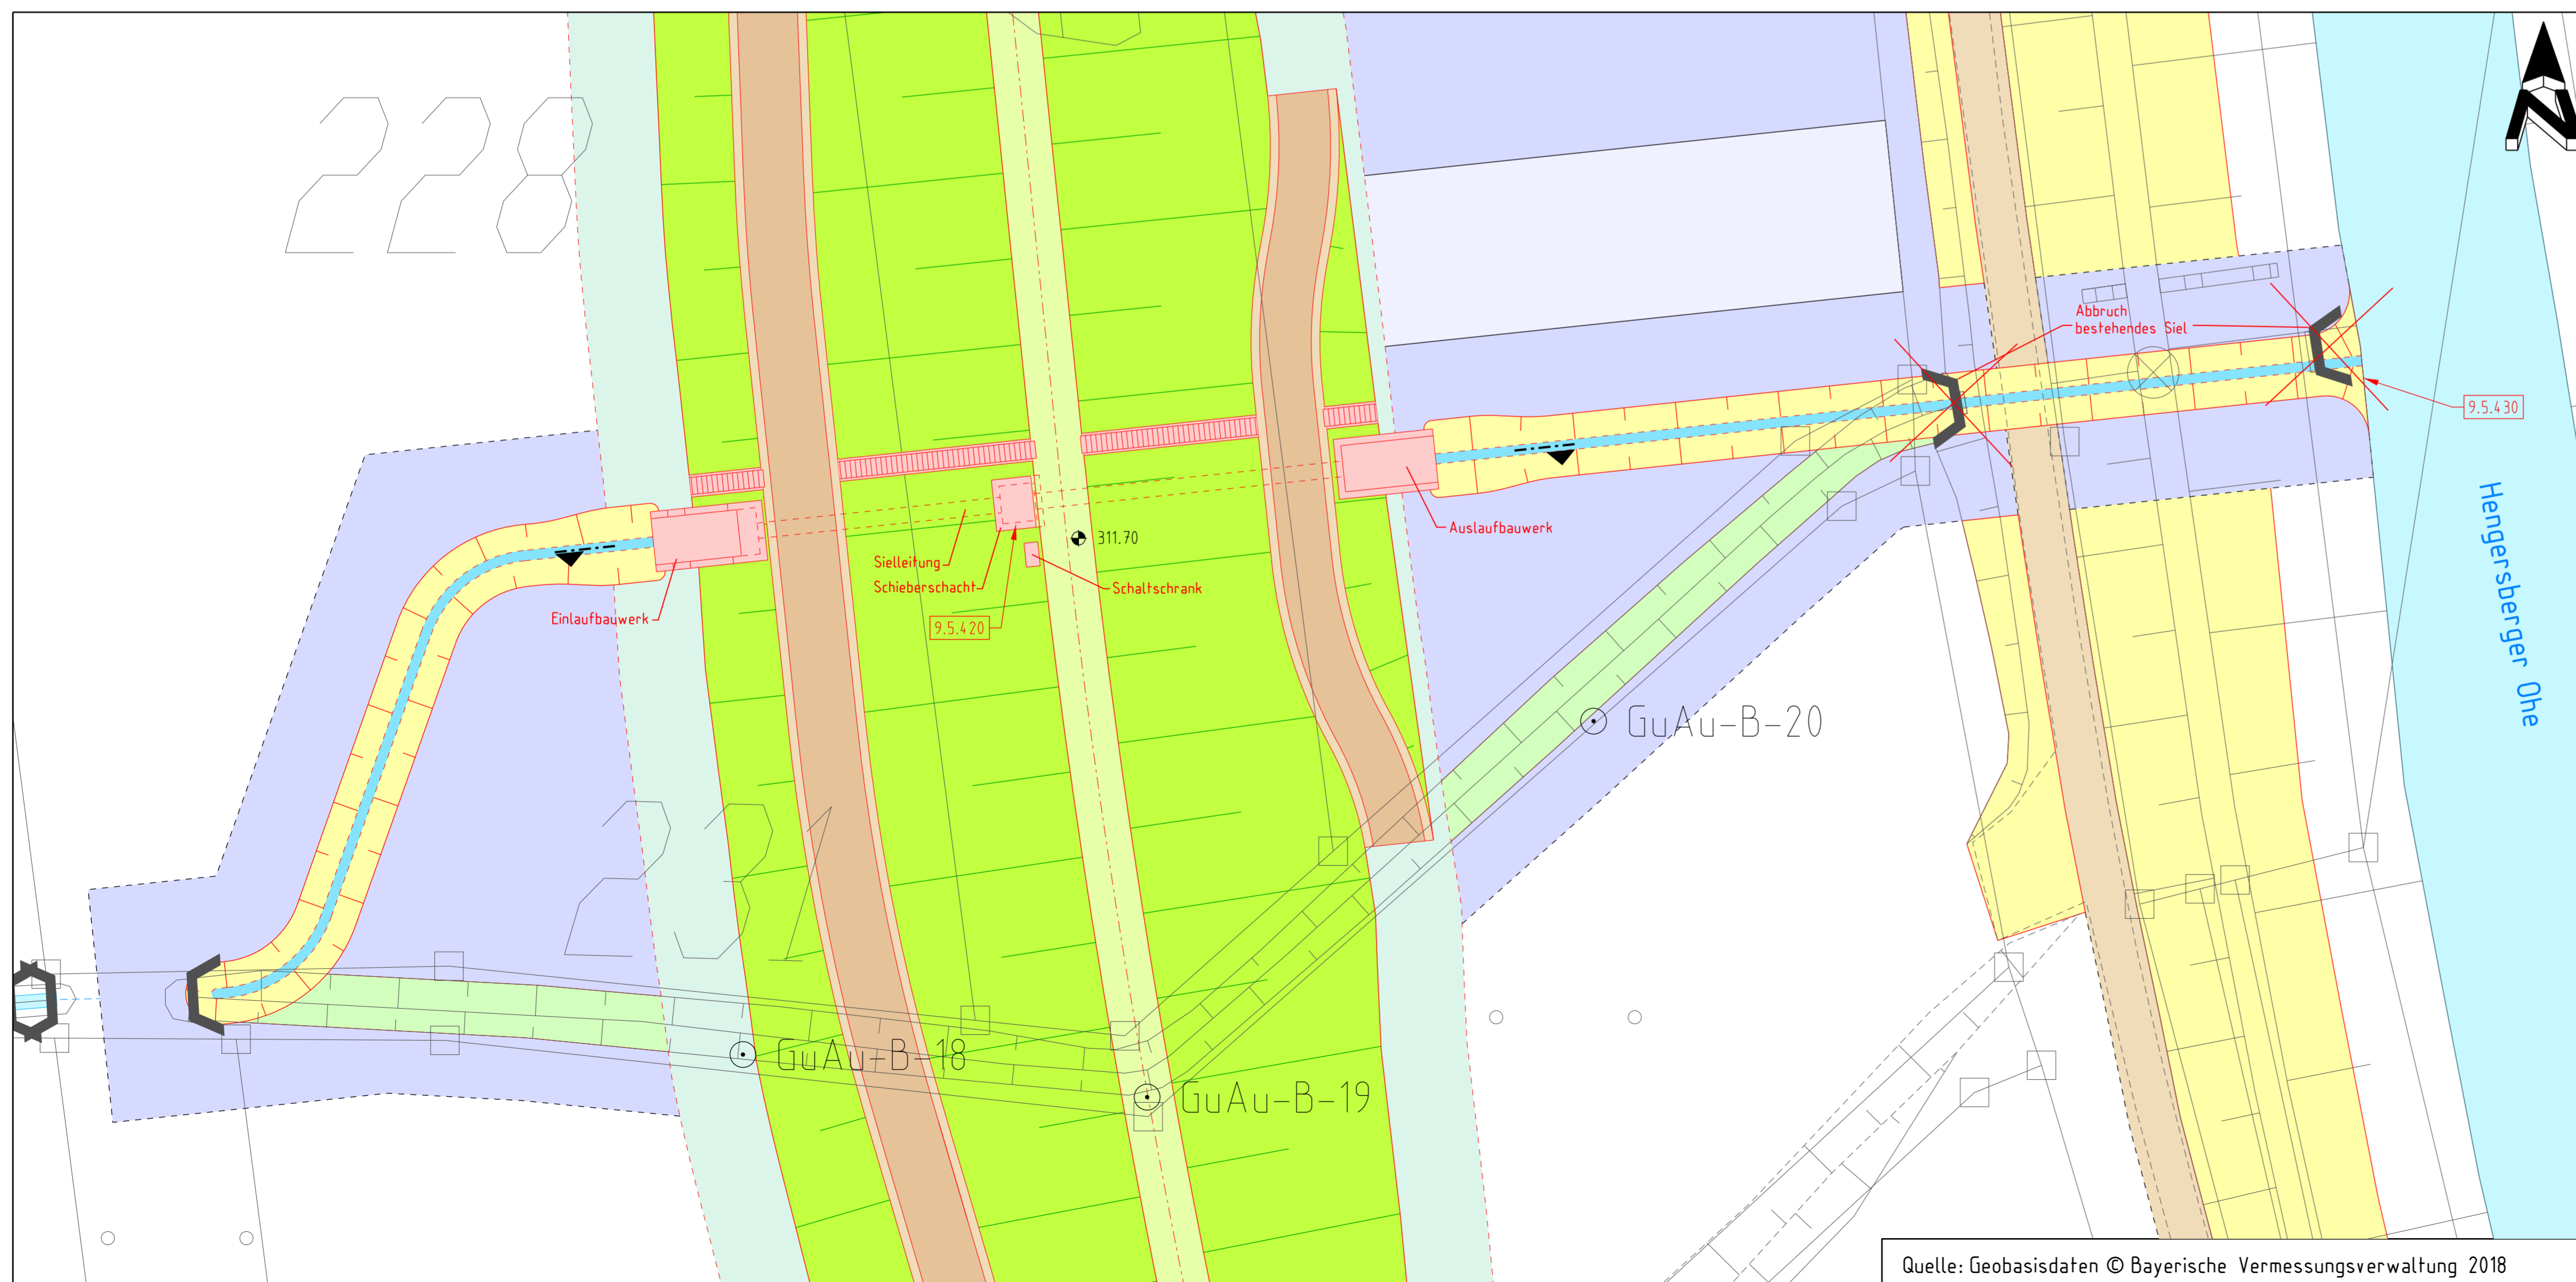 228
N
Abbruch
bestehendes Siel
9.5.430
Hengersberger Ohe
Auslaufbauwerk
311.70
Sielleitung
Schieberschacht
Schaltschrank
Einlaufbauwerk
9.5.420
GuAu-B-20
231
GuAu-B-18
GuAu-B-19
Quelle: Geobasisdaten © Bayerische Vermessungsverwaltung 2018